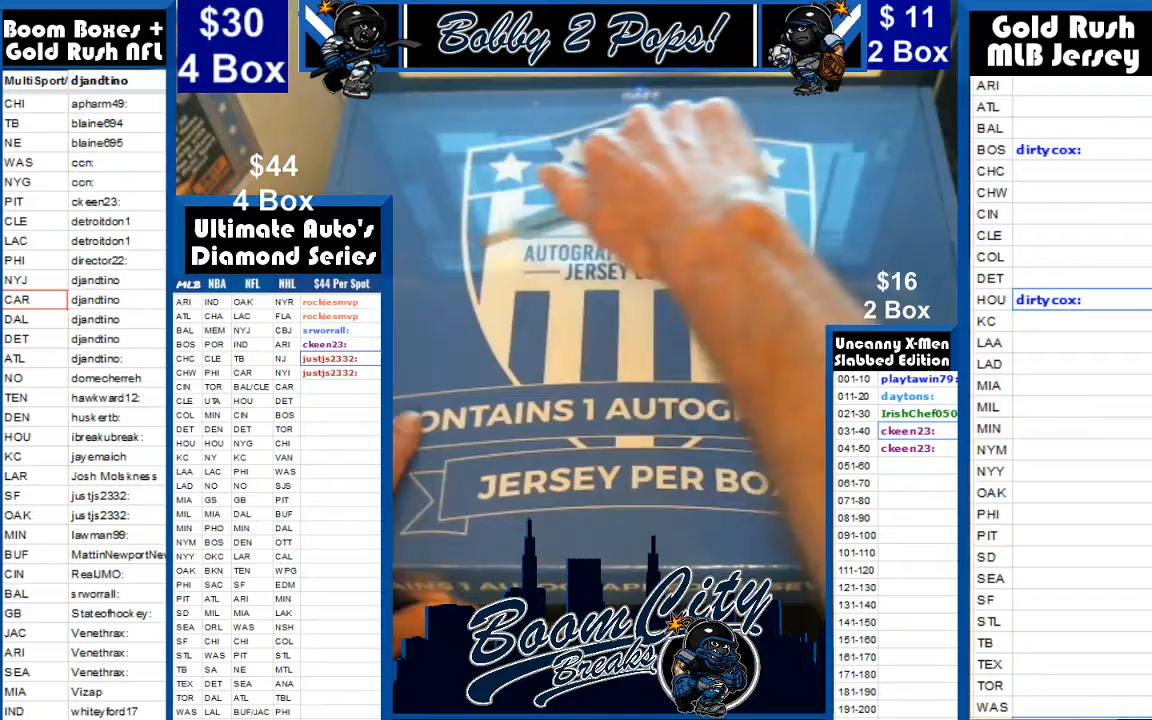 Boom Boxes +
Gold Rush NFL
MultiSport/ djandtino
CHI apharm49:
TB blaine694
NE blaine695
WAS ccn:
NYG ccn:
PIT ckeen23:
CLE detroitdon1
LAC detroitdon1
PHI director22:
NYJ djandtino
CAR djandtino
DAL djandtino
DET djandtino
ATL djandtino:
NO domecherreh
TEN hawkward12:
DEN huskertb:
HOU ibreakubreak:
KC jayemaich
LAR Josh Molskness
SF justjs2332:
OAK justjs2332:
MIN lawman99:
BUF MattinNewportNew
CIN RealJMO:
BAL srworrall:
GB Stateofhockey:
JAC Venethrax:
ARI Venethrax:
SEA Venethrax:
MIA Vizap
IND whiteyford17
$30
4 Box
Bobby 2 Pops!
$ 11
2 Box
$44
4 Box
Ultimate Auto's
Diamond Series
MLB NBA NFL NHL $44 Per Spot
ARI IND OAK NYR rockiesmvp
ATL CHA LAC FLA rockiesmvp
BAL MEM NYJ CBJ srworrall:
BOS POR IND ARI ckeen23:
CHC CLE TB NJ justjs2332:
CHW PHI CAR NYI justjs2332:
CIN TOR BAL/CLE CAR
CLE UTA HOU DET
COL MIN CIN BOS
DET DEN DET TOR
HOU HOU NYG CHI
KC NY KC VAN
LAA LAC PHI WAS
LAD NO NO SJS
MIA GS GB PIT
MIL MIA DAL BUF
MIN PHO MIN DAL
NYM BOS DEN OTT
NYY OKC LAR CAL
OAK BKN TEN WPG
PHI SAC SF EDM
PIT ATL ARI MIN
SD MIL MIA LAK
SEA ORL WAS NSH
SF CHI CHI COL
STL WAS PIT STL
TB SA NE MTL
TEX DET SEA ANA
TOR DAL ATL TBL
WAS LAL BUF/JAC PHI
AUTOGRA
JERSEY
ONTAINS 1 AUTOG
JERSEY PER BO
Boom City
Breaks
$16
2 Box
Uncanny X-Men
Slabbed Edition
001-10 playtawin79:
011-20 daytons:
021-30 IrishChef050
031-40 ckeen23:
041-50 ckeen23:
051-60
061-70
071-80
081-90
091-100
101-110
111-120
121-130
131-140
141-150
151-160
161-170
171-180
181-190
191-200
Gold Rush
MLB Jersey
ARI
ATL
BAL
BOS dirtycox:
CHC
CHW
CIN
CLE
COL
DET
HOU dirtycox:
KC
LAA
LAD
MIA
MIL
MIN
NYM
NYY
OAK
PHI
PIT
SD
SEA
SF
STL
TB
TEX
TOR
WAS